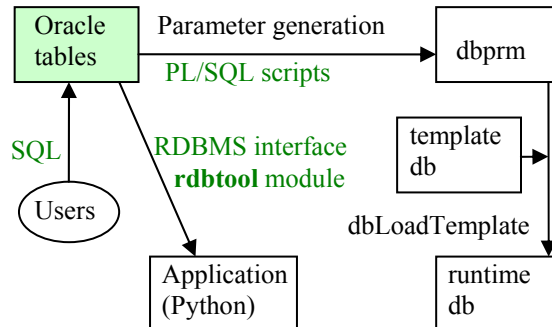 Oracle
tables
Parameter generation
PL/SQL scripts
dbprm
SQL
RDBMS interface
rdbtool module
template
db
Users
dbLoadTemplate
Application
(Python)
runtime
db